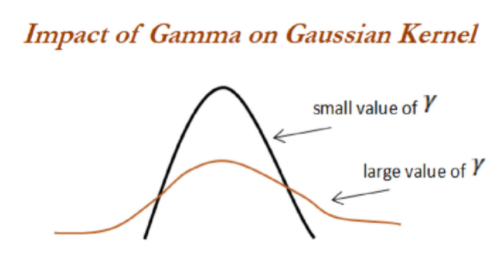 Impact of Gamma on Gaussian Kernel
small value of γ
large value of γ